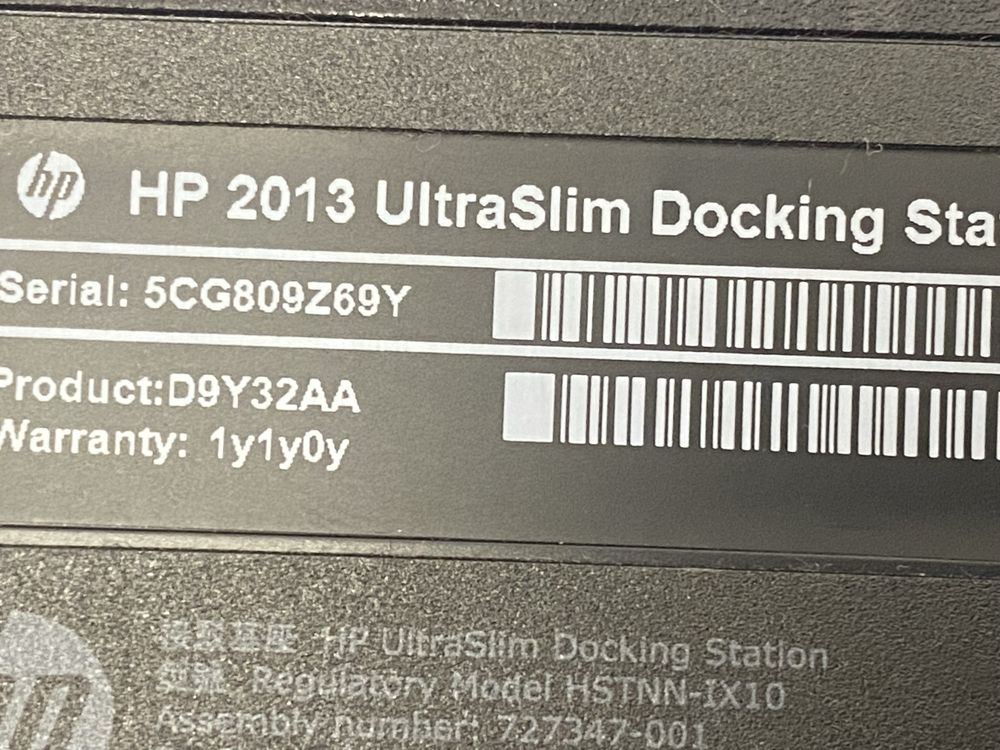 hp HP 2013 UltraSlim Docking Sta
Serial: 5CG809Z69Y
Product:D9Y32AA
Warranty: 1y1y0y
HP UltraSlim Docking Station
Regulatory Model HSTNN-IX10
Assembly number: 727347-001
hp